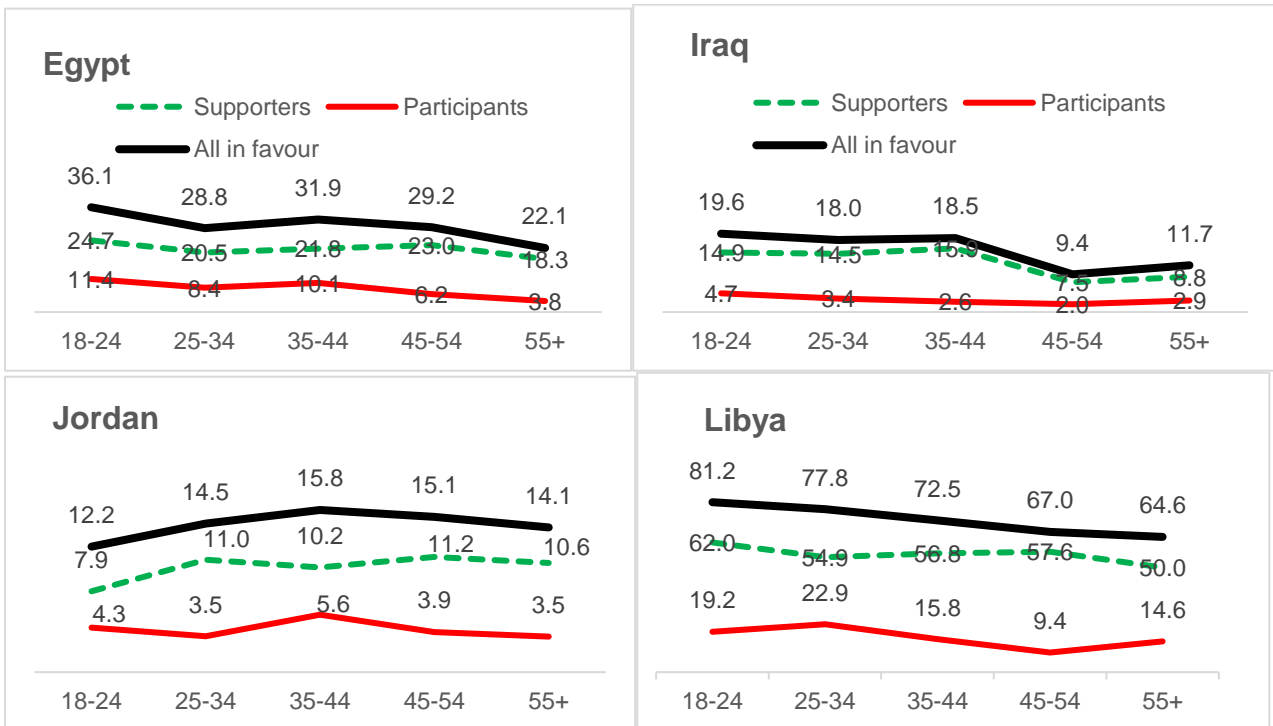 Egypt
Supporters Participants
All in favour
36.1 28.8 31.9 29.2 22.1
24.7 20.5 21.8 23.0 18.3
11.4 8.4 10.1 6.2 3.8
18-24 25-34 35-44 45-54 55+
Iraq
Supporters Participants
All in favour
19.6 18.0 18.5 9.4 11.7
14.9 14.5 15.9 7.5 8.8
4.7 3.4 2.6 2.0 2.9
18-24 25-34 35-44 45-54 55+
Jordan
12.2 14.5 15.8 15.1 14.1
7.9 11.0 10.2 11.2 10.6
4.3 3.5 5.6 3.9 3.5
18-24 25-34 35-44 45-54 55+
Libya
81.2 77.8 72.5 67.0 64.6
62.0 54.9 56.8 57.6 50.0
19.2 22.9 15.8 9.4 14.6
18-24 25-34 35-44 45-54 55+